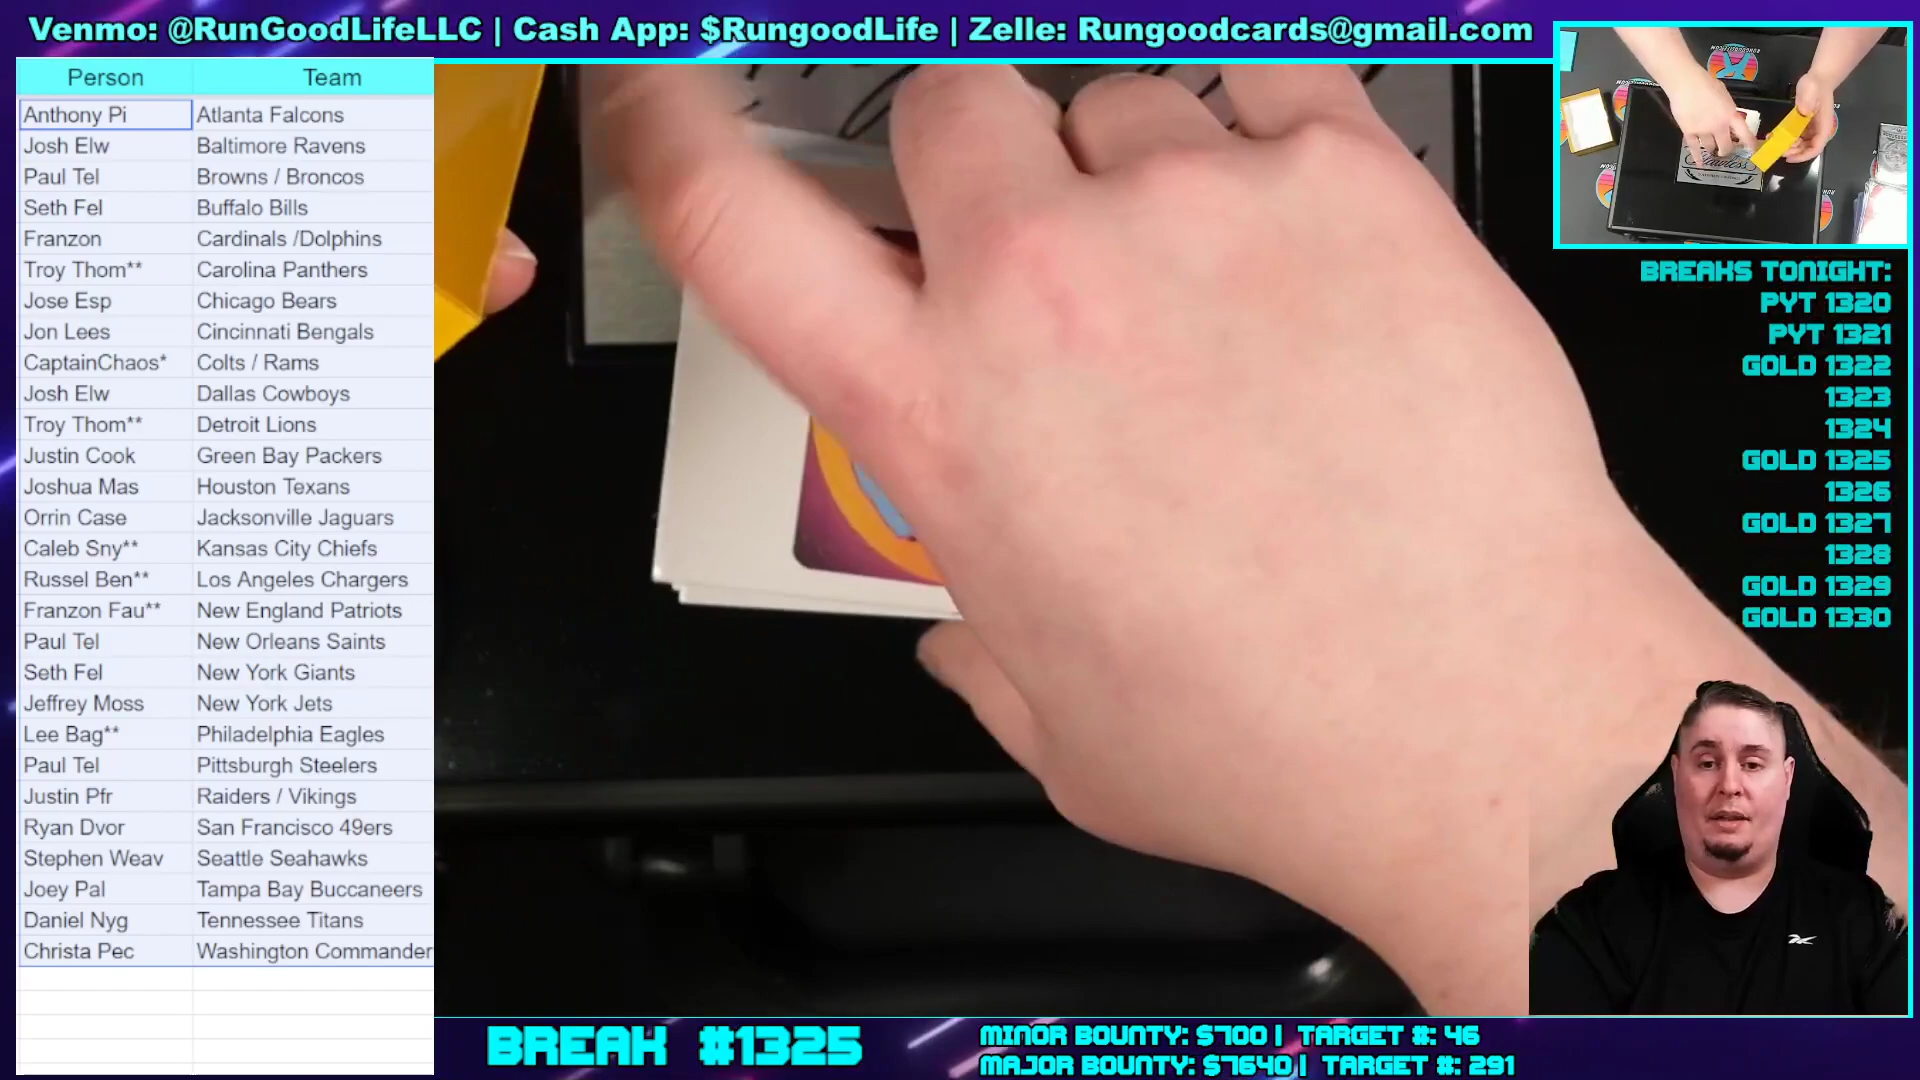 Venmo: @RunGoodLifeLLC | Cash App: $RungoodLife | Zelle: Rungoodcards@gmail.com
Person Team
Anthony Pi Atlanta Falcons
Josh Elw Baltimore Ravens
Paul Tel Browns / Broncos
Seth Fel Buffalo Bills
Franzon Cardinals /Dolphins
Troy Thom** Carolina Panthers
Jose Esp Chicago Bears
Jon Lees Cincinnati Bengals
CaptainChaos* Colts / Rams
Josh Elw Dallas Cowboys
Troy Thom** Detroit Lions
Justin Cook Green Bay Packers
Joshua Mas Houston Texans
Orrin Case Jacksonville Jaguars
Caleb Sny** Kansas City Chiefs
Russel Ben** Los Angeles Chargers
Franzon Fau** New England Patriots
Paul Tel New Orleans Saints
Seth Fel New York Giants
Jeffrey Moss New York Jets
Lee Bag** Philadelphia Eagles
Paul Tel Pittsburgh Steelers
Justin Pfr Raiders / Vikings
Ryan Dvor San Francisco 49ers
Stephen Weav Seattle Seahawks
Joey Pal Tampa Bay Buccaneers
Daniel Nyg Tennessee Titans
Christa Pec Washington Commander
BREAKS TONIGHT:
PYT 1320
PYT 1321
GOLD 1322
1323
1324
GOLD 1325
1326
GOLD 1327
1328
GOLD 1329
GOLD 1330
BREAK #1325
MINOR BOUNTY: $700 | TARGET #: 46
MAJOR BOUNTY: $7640 | TARGET #: 291